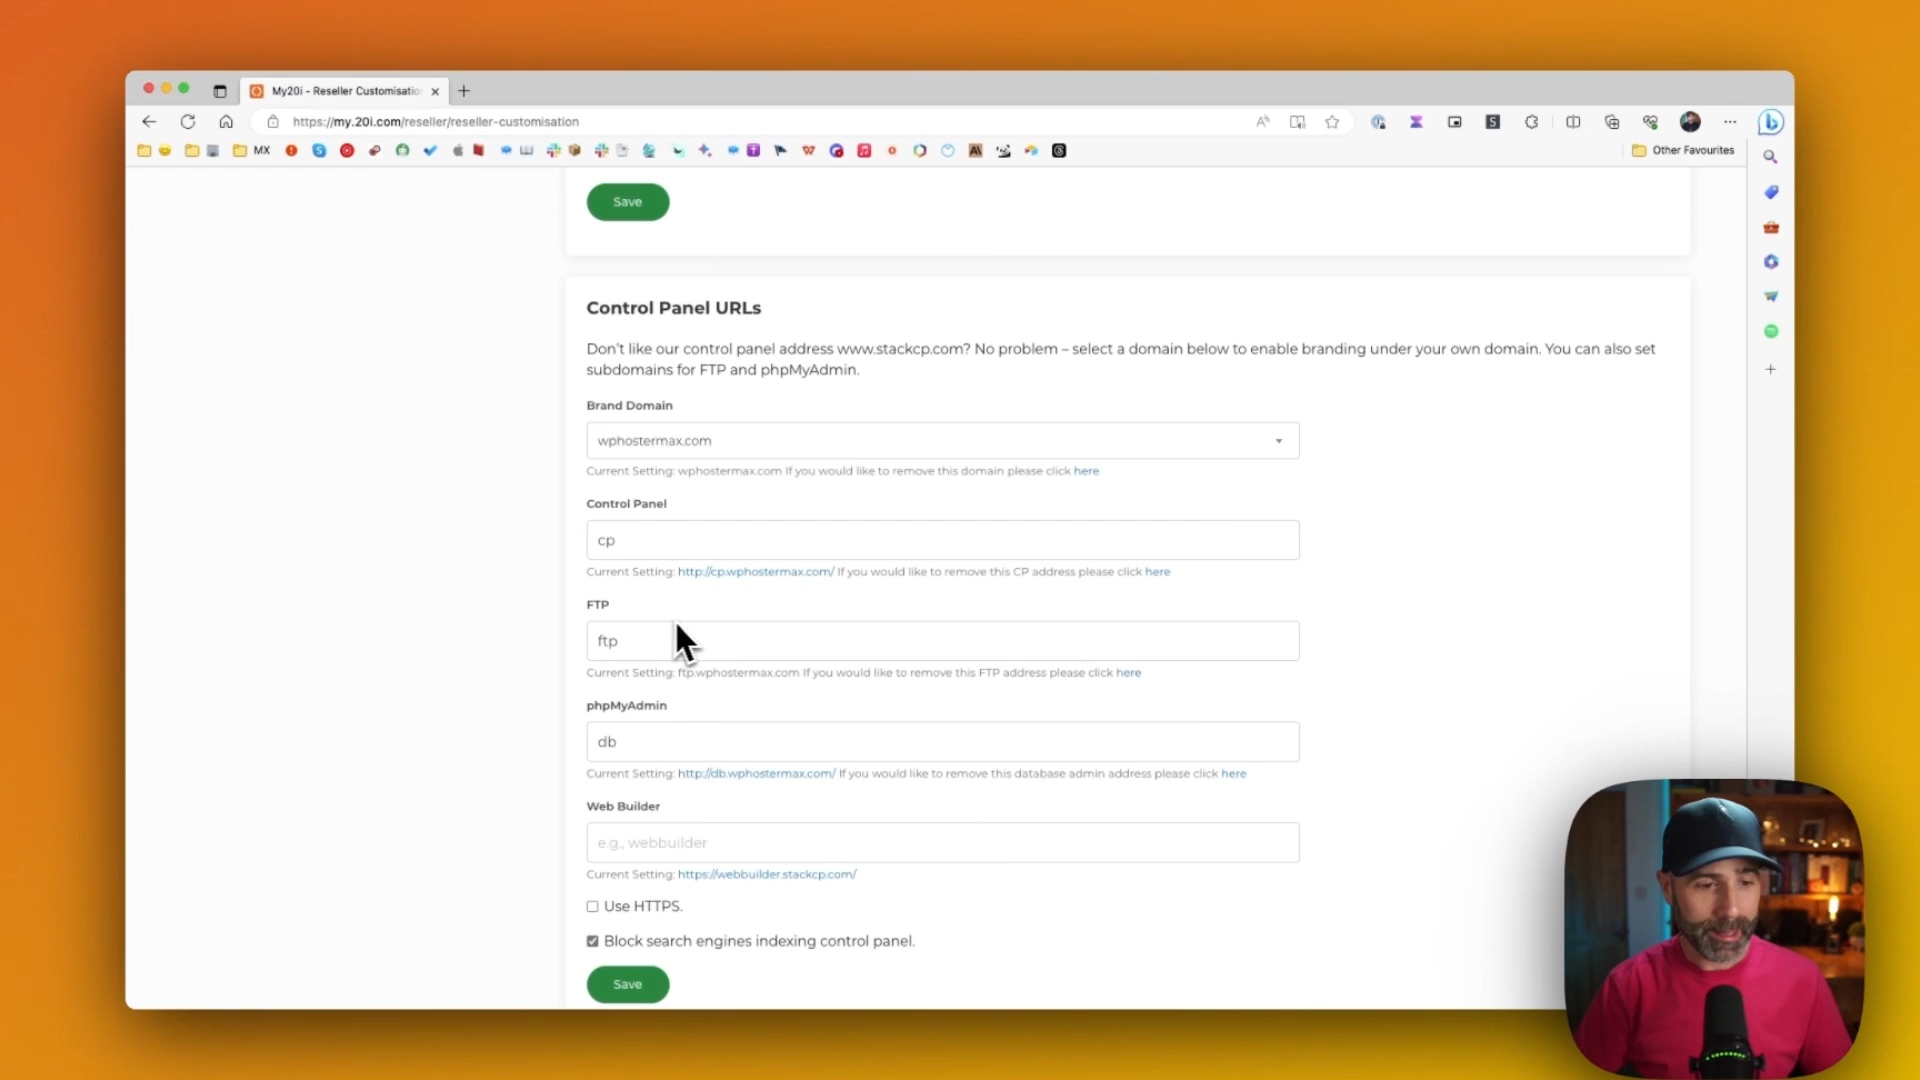 My20i - Reseller Customisatio
https://my.20i.com/reseller/reseller-customisation
MX
Other Favourites
Save
Control Panel URLs
Don't like our control panel address www.stackcp.com? No problem – select a domain below to enable branding under your own domain. You can also set
subdomains for FTP and phpMyAdmin.
Brand Domain
wphostermax.com
Current Setting: wphostermax.com If you would like to remove this domain please click here
Control Panel
cp
Current Setting: http://cp.wphostermax.com/ If you would like to remove this CP address please click here
FTP
ftp
Current Setting: ftp.wphostermax.com If you would like to remove this FTP address please click here
phpMyAdmin
db
Current Setting: http://db.wphostermax.com/ If you would like to remove this database admin address please click here
Web Builder
e.g., webbuilder
Current Setting: https://webbuilder.stackcp.com/
Use HTTPS.
Block search engines indexing control panel.
Save